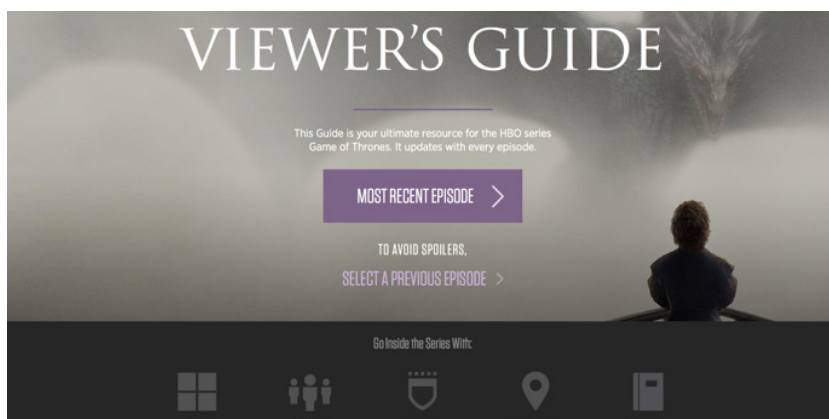 VIEWER'S GUIDE
This Guide is your ultimate resource for the HBO series
Game of Thrones. It updates with every episode.
MOST RECENT EPISODE
TO AVOID SPOILERS,
SELECT A PREVIOUS EPISODE
Go Inside the Series With: